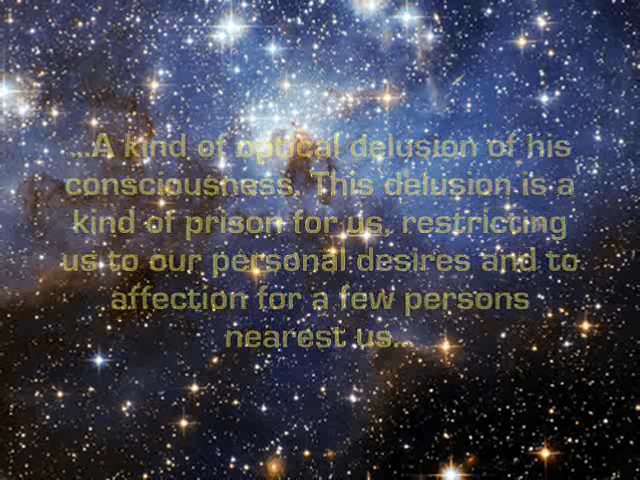 ...A kind of optical delusion of his
consciousness. This delusion is a
kind of prison for us, restricting
us to our personal desires and to
affection for a few persons
nearest us...